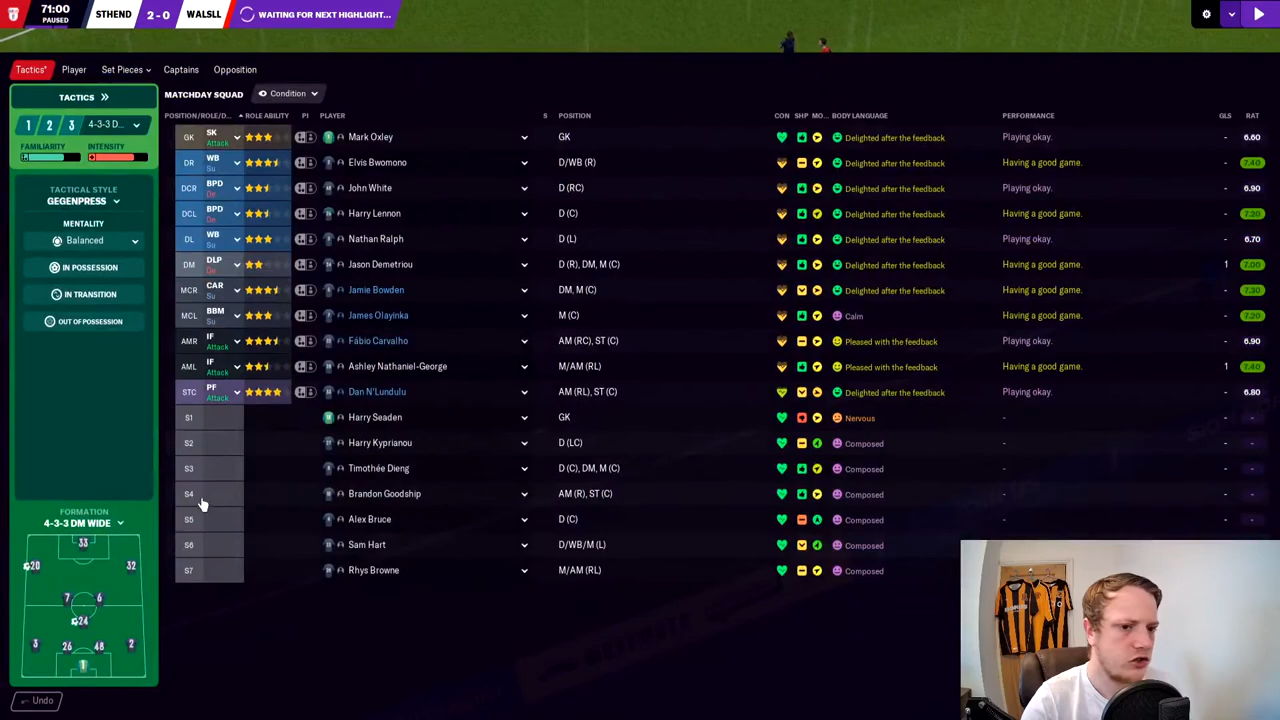 71:00
PAUSED
STHEND
2 - 0
WALSLL
WAITING FOR NEXT HIGHLIGHT...
Tactics*
Player
Set Pieces
Captains
Opposition
TACTICS
MATCHDAY SQUAD
Condition
1 2 3 4-3-3 D...
FAMILIARITY
INTENSITY
TACTICAL STYLE
GEGENPRESS
MENTALITY
Balanced
IN POSSESSION
IN TRANSITION
OUT OF POSSESSION
FORMATION
4-3-3 DM WIDE
33
20 32
7 6
24
3 26 48 2
1
Undo
POSITION/ROLE/D... ROLE ABILITY PI PLAYER S POSITION CON SHP MO... BODY LANGUAGE PERFORMANCE GLS RAT
GK SK Attack Mark Oxley GK Delighted after the feedback Playing okay. - 6.60
DR WB Su Elvis Bwomono D/WB (R) Delighted after the feedback Having a good game. - 7.40
DCR BPD De John White D (RC) Delighted after the feedback Playing okay. - 6.90
DCL BPD De Harry Lennon D (C) Delighted after the feedback Having a good game. - 7.30
DL WB Su Nathan Ralph D (L) Delighted after the feedback Playing okay. - 6.70
DM DLP De Jason Demetriou D (R), DM, M (C) Delighted after the feedback Having a good game. 1 7.00
MCR CAR Su Jamie Bowden DM, M (C) Delighted after the feedback Having a good game. - 7.30
MCL BBM Su James Olayinka M (C) Calm Having a good game. - 7.20
AMR IF Attack Fábio Carvalho AM (RC), ST (C) Pleased with the feedback Playing okay. - 6.90
AML IF Attack Ashley Nathaniel-George M/AM (RL) Pleased with the feedback Having a good game. 1 7.40
STC PF Attack Dan N'Lundulu AM (RL), ST (C) Delighted after the feedback Playing okay. - 6.80
S1 Harry Seaden GK Nervous - - -
S2 Harry Kyprianou D (LC) Composed - - -
S3 Timothée Dieng D (C), DM, M (C) Composed - - -
S4 Brandon Goodship AM (R), ST (C) Composed - - -
S5 Alex Bruce D (C) Composed - - -
S6 Sam Hart D/WB/M (L) Composed
S7 Rhys Browne M/AM (RL) Composed